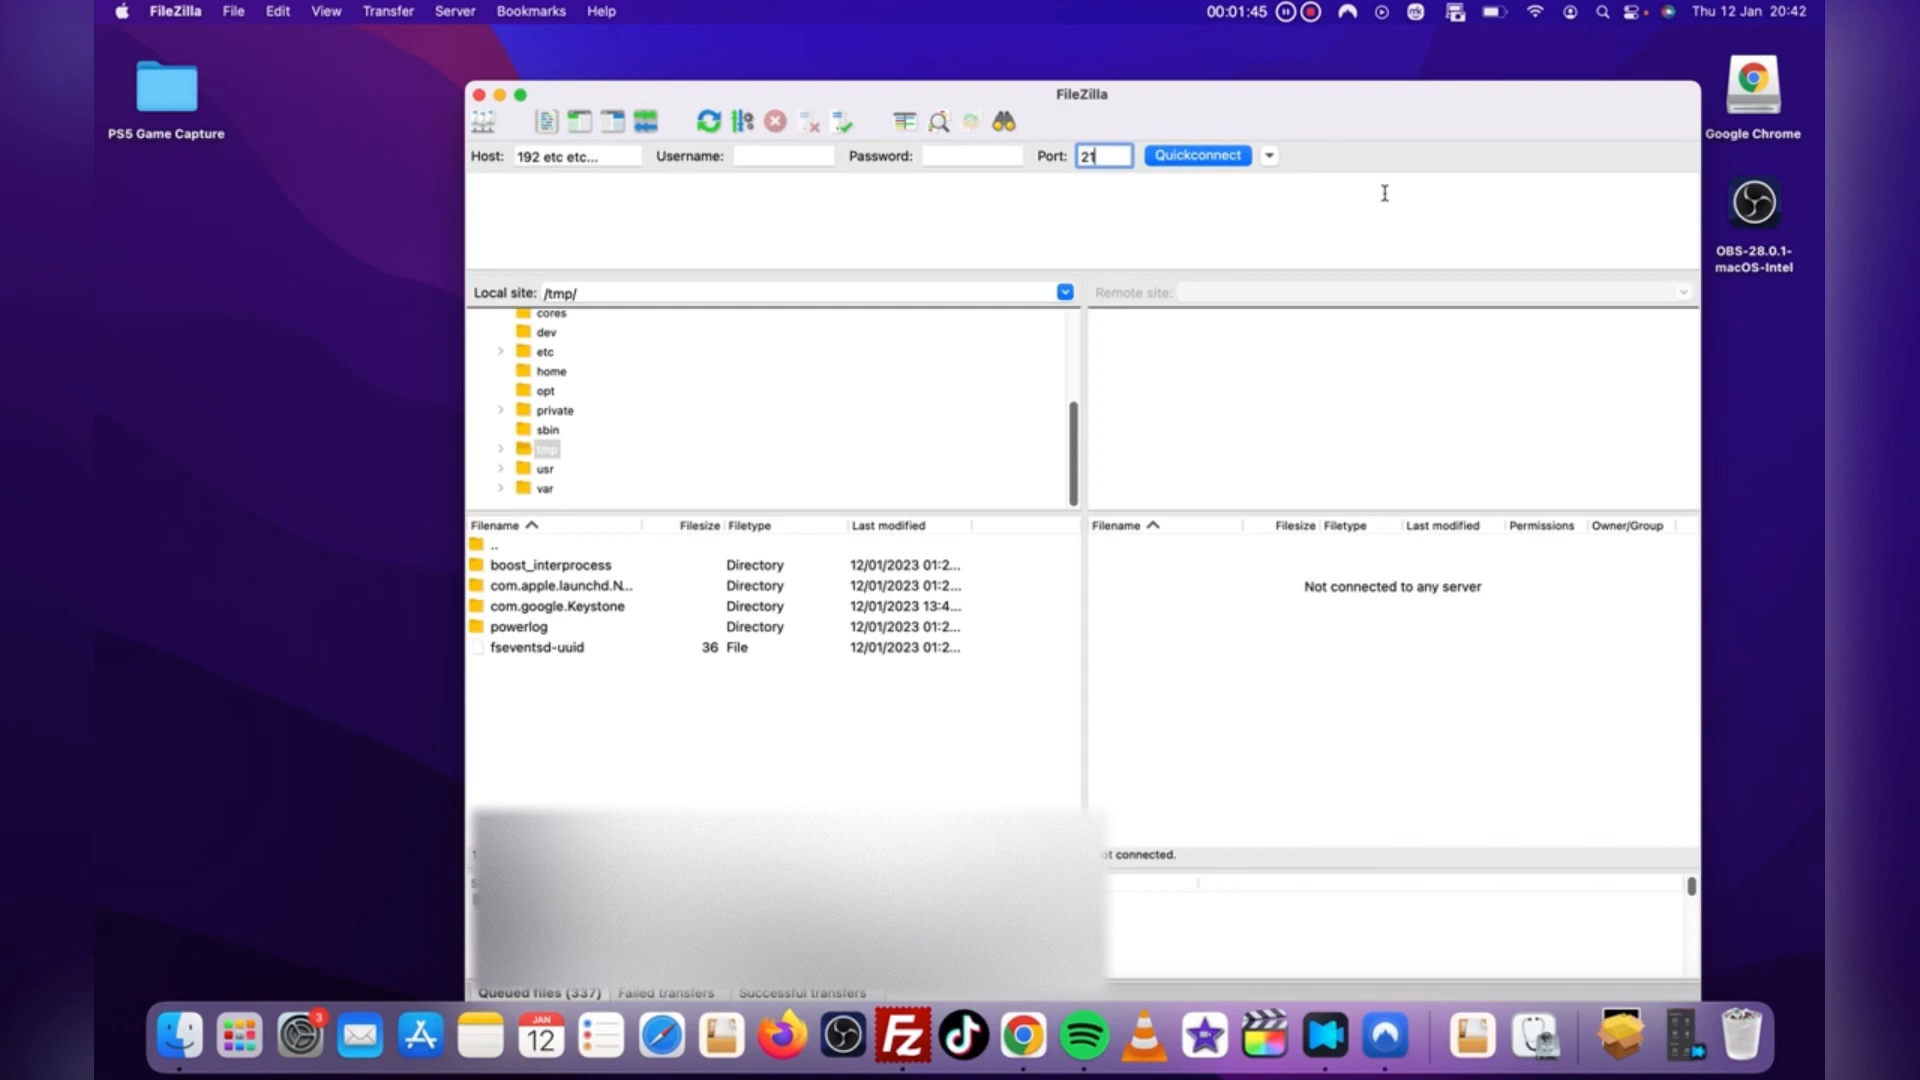 FileZilla File Edit View Transfer Server Bookmarks Help 00:01:45 Thu 12 Jan 20:42
PS5 Game Capture
Google Chrome
OBS-28.0.1-
macOS-Intel
FileZilla
Host: 192 etc etc... Username: Password: Port: 21 Quickconnect
Local site: /tmp/ Remote site:
cores
dev
etc
home
opt
private
sbin
tmp
usr
var
Filename Filesize Filetype Last modified Filename Filesize Filetype Last modified Permissions Owner/Group
..
boost_interprocess Directory 12/01/2023 01:2...
com.apple.launchd.N... Directory 12/01/2023 01:2...
com.google.Keystone Directory 12/01/2023 13:4...
powerlog Directory 12/01/2023 01:2...
fseventsd-uuid 36 File 12/01/2023 01:2...
Not connected to any server
ot connected.
Queued files (337) Failed transfers Successful transfers
3
JAN
12
Fz